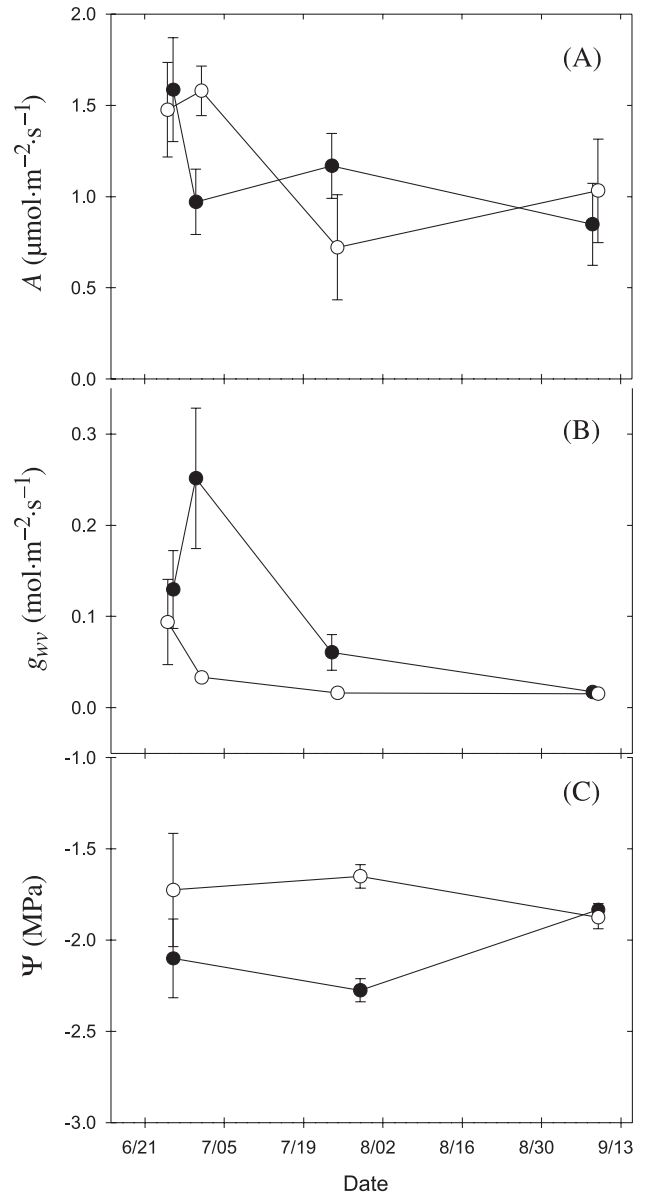 2.0
(A)
1.5
1.0
0.5
0.0
A (µmol·m⁻²·s⁻¹)
(B)
0.3
0.2
0.1
0.0
g_wv (mol·m⁻²·s⁻¹)
-1.0
(C)
-1.5
-2.0
-2.5
-3.0
Ψ (MPa)
6/21 7/05 7/19 8/02 8/16 8/30 9/13
Date